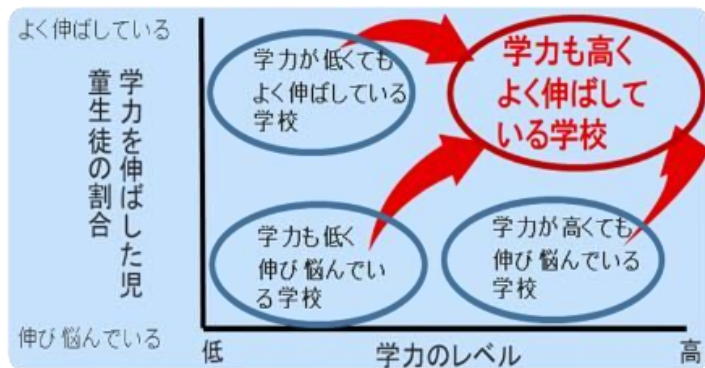 よく伸ばしている
学力を伸ばした児
童生徒の割合
伸び悩んでいる
学力が低くても
よく伸ばしている
学校
学力も高く
よく伸ばして
いる学校
学力も低く
伸び悩んでい
る学校
学力が高くても
伸び悩んでいる
学校
低
学力のレベル
高